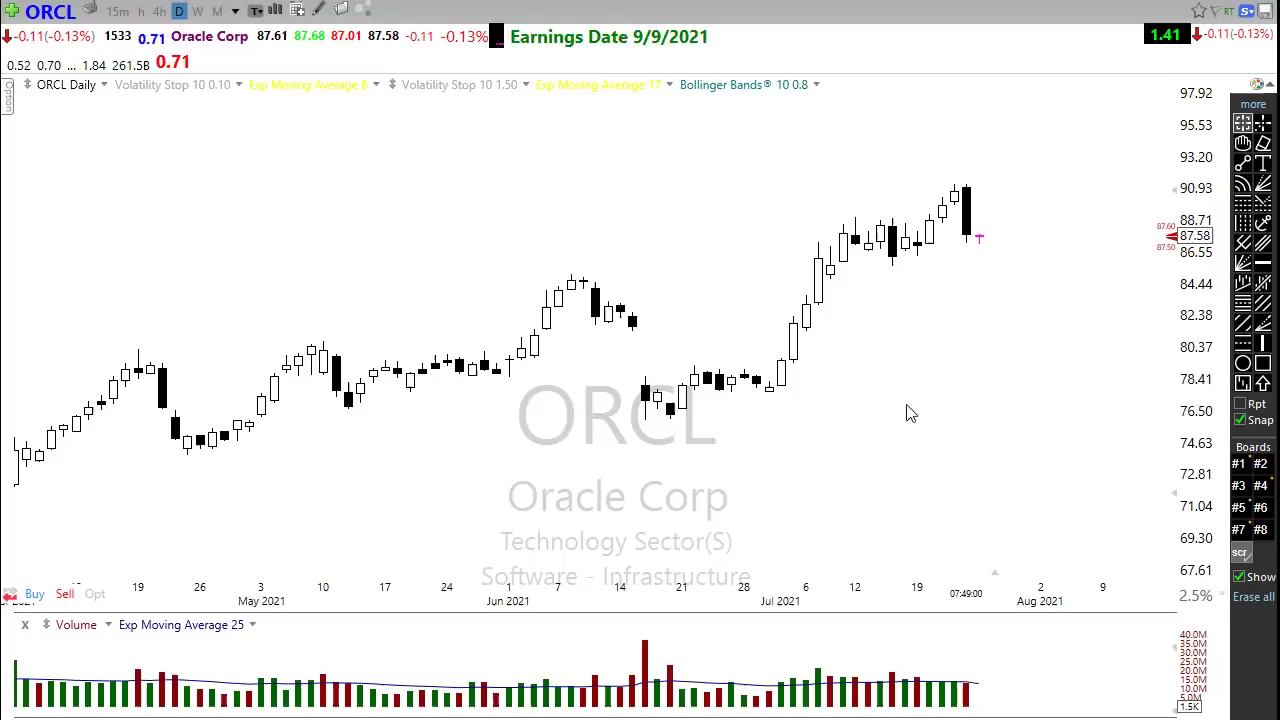 ORCL 15m h 4h D W M T RT S
-0.11(-0.13%) 1533 0.71 Oracle Corp 87.61 87.68 87.01 87.58 -0.11 -0.13% Earnings Date 9/9/2021 1.41 -0.11(-0.13%)
0.52 0.70 ... 1.84 261.5B 0.71
Option
ORCL Daily Volatility Stop 10 0.10 Exp Moving Average 8 Volatility Stop 10 1.50 Exp Moving Average 17 Bollinger Bands® 10 0.8
97.92
more
95.53
93.20
90.93
88.71
87.60
87.58
87.50
86.55
84.44
82.38
80.37
78.41
76.50
74.63
72.81
71.04
69.30
67.61
2.5%
ORCL
Oracle Corp
Technology Sector(S)
Software - Infrastructure
Rpt
Snap
Boards
#1 #2
#3 #4
#5 #6
#7 #8
scr
Show
Erase all
19 26 3 10 17 24 1 7 14 21 6 12 19 07:49:00 2 9
Buy Sell Opt
May 2021 Jun 2021 Jul 2021 Aug 2021
x Volume Exp Moving Average 25
40.0M
35.0M
30.0M
25.0M
20.0M
15.0M
10.0M
5.0M
1.5K